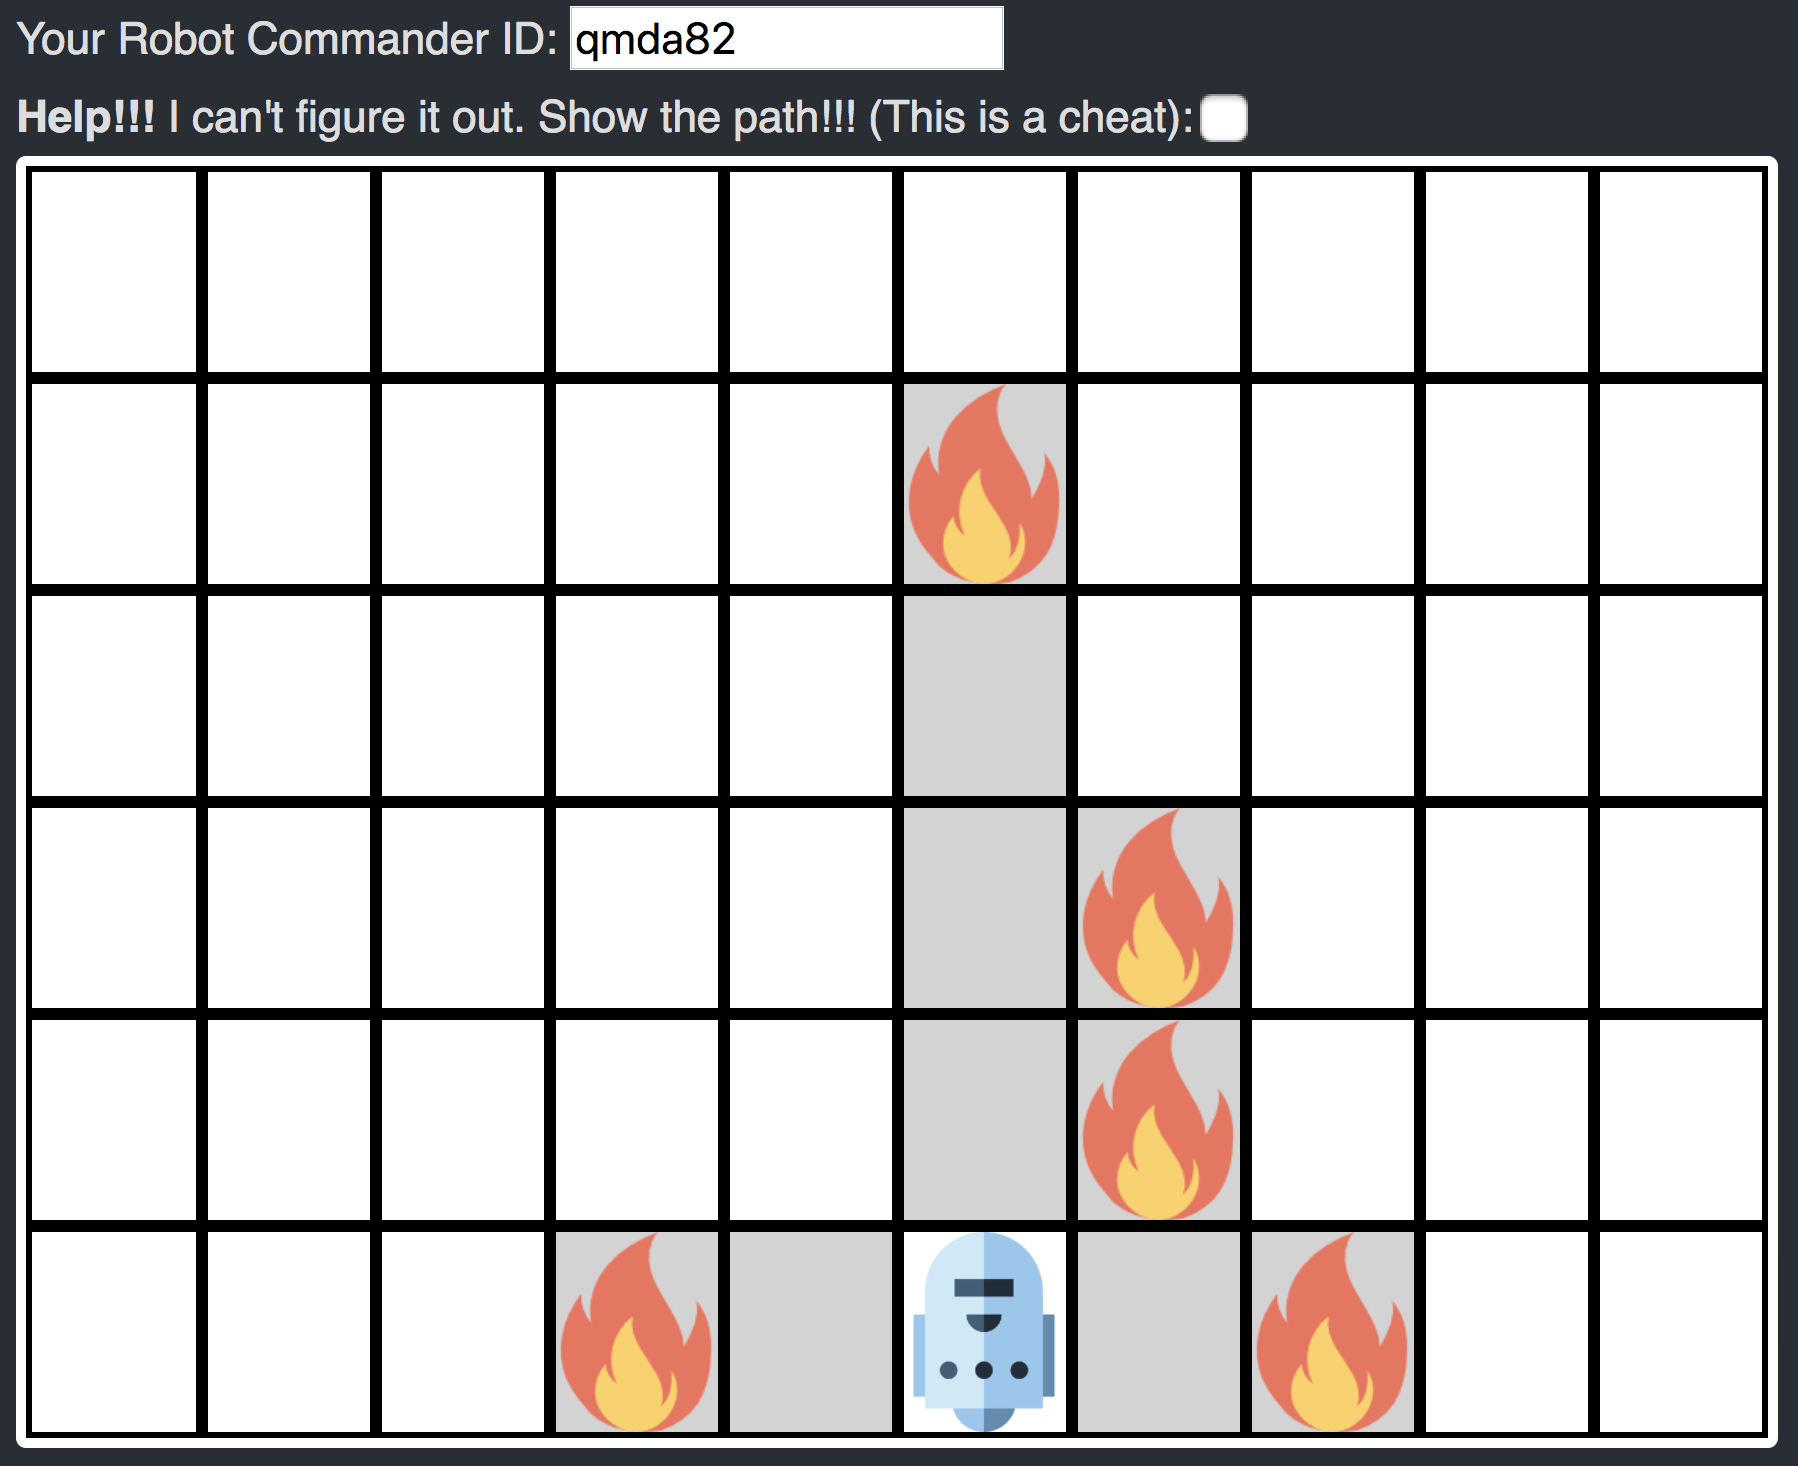 Your Robot Commander ID: qmda82
Help!!! I can't figure it out. Show the path!!! (This is a cheat):